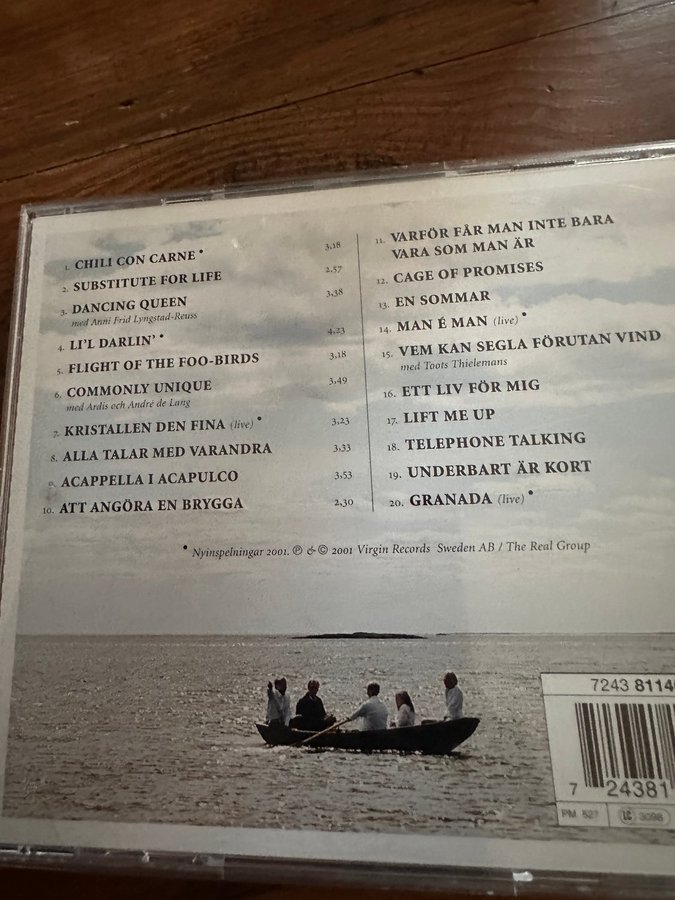 1. CHILI CON CARNE • 3,18
2. SUBSTITUTE FOR LIFE 2,57
3. DANCING QUEEN 3,38
med Anni Frid Lyngstad-Reuss
4. LI'L DARLIN' • 4,23
5. FLIGHT OF THE FOO-BIRDS 3,18
6. COMMONLY UNIQUE 3,49
med Ardis och André de Lang
7. KRISTALLEN DEN FINA (live) • 3,23
8. ALLA TALAR MED VARANDRA 3,33
9. ACAPPELLA I ACAPULCO 3,53
10. ATT ANGÖRA EN BRYGGA 2,30
11. VARFÖR FÅR MAN INTE BARA
VARA SOM MAN ÄR
12. CAGE OF PROMISES
13. EN SOMMAR
14. MAN É MAN (live) •
15. VEM KAN SEGLA FÖRUTAN VIND
med Toots Thielemans
16. ETT LIV FÖR MIG
17. LIFT ME UP
18. TELEPHONE TALKING
19. UNDERBART ÄR KORT
20. GRANADA (live) •
• Nyinspelningar 2001. ℗ & © 2001 Virgin Records Sweden AB / The Real Group
7243 8114
7 24381
PM 527 LC 3098